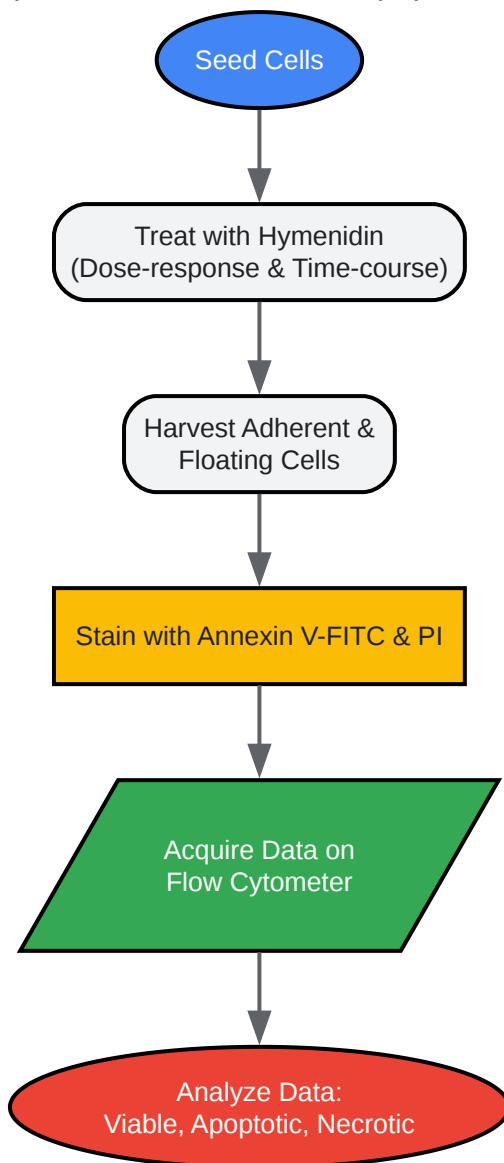 Seed Cells
Treat with Hymenidin
(Dose-response & Time-course)
Harvest Adherent &
Floating Cells
Stain with Annexin V-FITC & PI
Acquire Data on
Flow Cytometer
Analyze Data:
Viable, Apoptotic, Necrotic